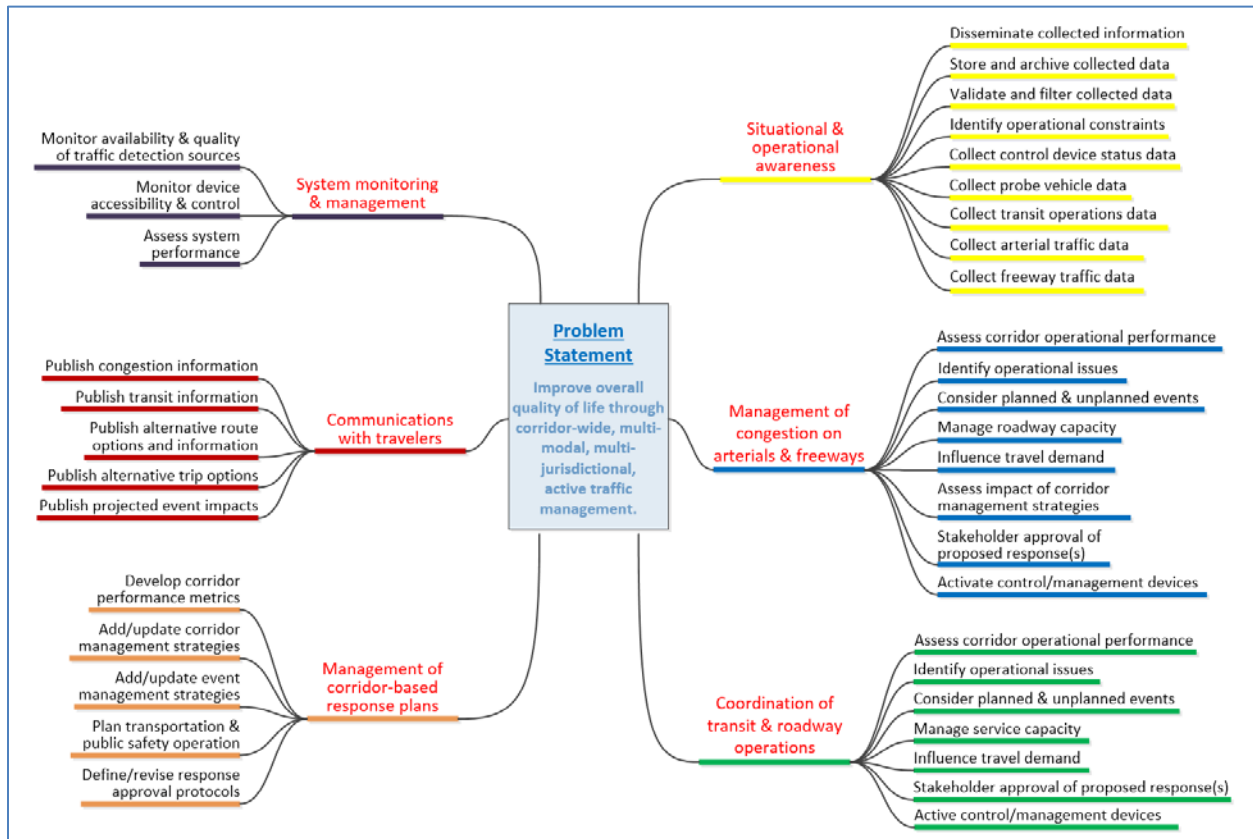 Problem
Statement
Improve overall
quality of life through
corridor-wide, multi-
modal, multi-
jurisdictional,
active traffic
management.
System monitoring
& management
Monitor availability & quality
of traffic detection sources
Monitor device
accessibility & control
Assess system
performance
Communications
with travelers
Publish congestion information
Publish transit information
Publish alternative route
options and information
Publish alternative trip options
Publish projected event impacts
Management of
corridor-based
response plans
Develop corridor
performance metrics
Add/update corridor
management strategies
Add/update event
management strategies
Plan transportation &
public safety operation
Define/revise response
approval protocols
Situational &
operational
awareness
Disseminate collected information
Store and archive collected data
Validate and filter collected data
Identify operational constraints
Collect control device status data
Collect probe vehicle data
Collect transit operations data
Collect arterial traffic data
Collect freeway traffic data
Management of
congestion on
arterials & freeways
Assess corridor operational performance
Identify operational issues
Consider planned & unplanned events
Manage roadway capacity
Influence travel demand
Assess impact of corridor
management strategies
Stakeholder approval of
proposed response(s)
Activate control/management devices
Coordination of
transit & roadway
operations
Assess corridor operational performance
Identify operational issues
Consider planned & unplanned events
Manage service capacity
Influence travel demand
Stakeholder approval of proposed response(s)
Active control/management devices